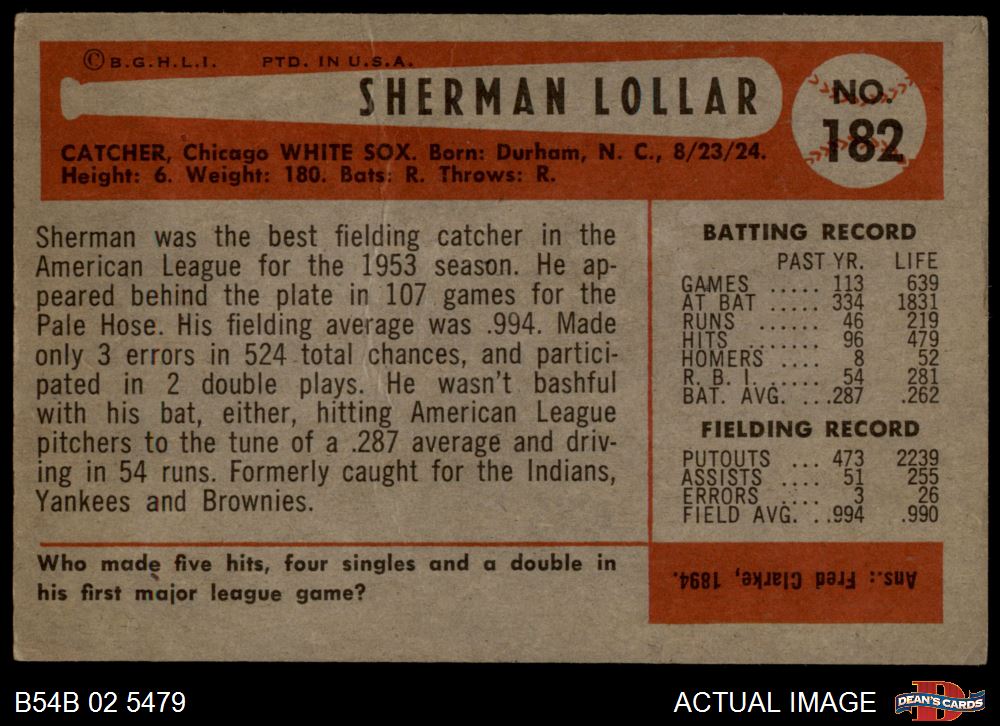 ©B.G.H.L.I. PTD. IN U.S.A.
SHERMAN LOLLAR
NO.
182
CATCHER, Chicago WHITE SOX. Born: Durham, N. C., 8/23/24.
Height: 6. Weight: 180. Bats: R. Throws: R.
Sherman was the best fielding catcher in the
American League for the 1953 season. He ap-
peared behind the plate in 107 games for the
Pale Hose. His fielding average was .994. Made
only 3 errors in 524 total chances, and partici-
pated in 2 double plays. He wasn't bashful
with his bat, either, hitting American League
pitchers to the tune of a .287 average and driv-
ing in 54 runs. Formerly caught for the Indians,
Yankees and Brownies.
BATTING RECORD
PAST YR. LIFE
GAMES ..... 113 639
AT BAT ..... 334 1831
RUNS ...... 46 219
HITS ....... 96 479
HOMERS .... 8 52
R. B. I. ..... 54 281
BAT. AVG. ...287 .262
FIELDING RECORD
PUTOUTS ... 473 2239
ASSISTS .... 51 255
ERRORS .... 3 26
FIELD AVG. ..994 .990
Who made five hits, four singles and a double in
his first major league game?
Ans.: Fred Clarke, 1894.
B54B 02 5479
ACTUAL IMAGE
D
DEAN'S CARDS